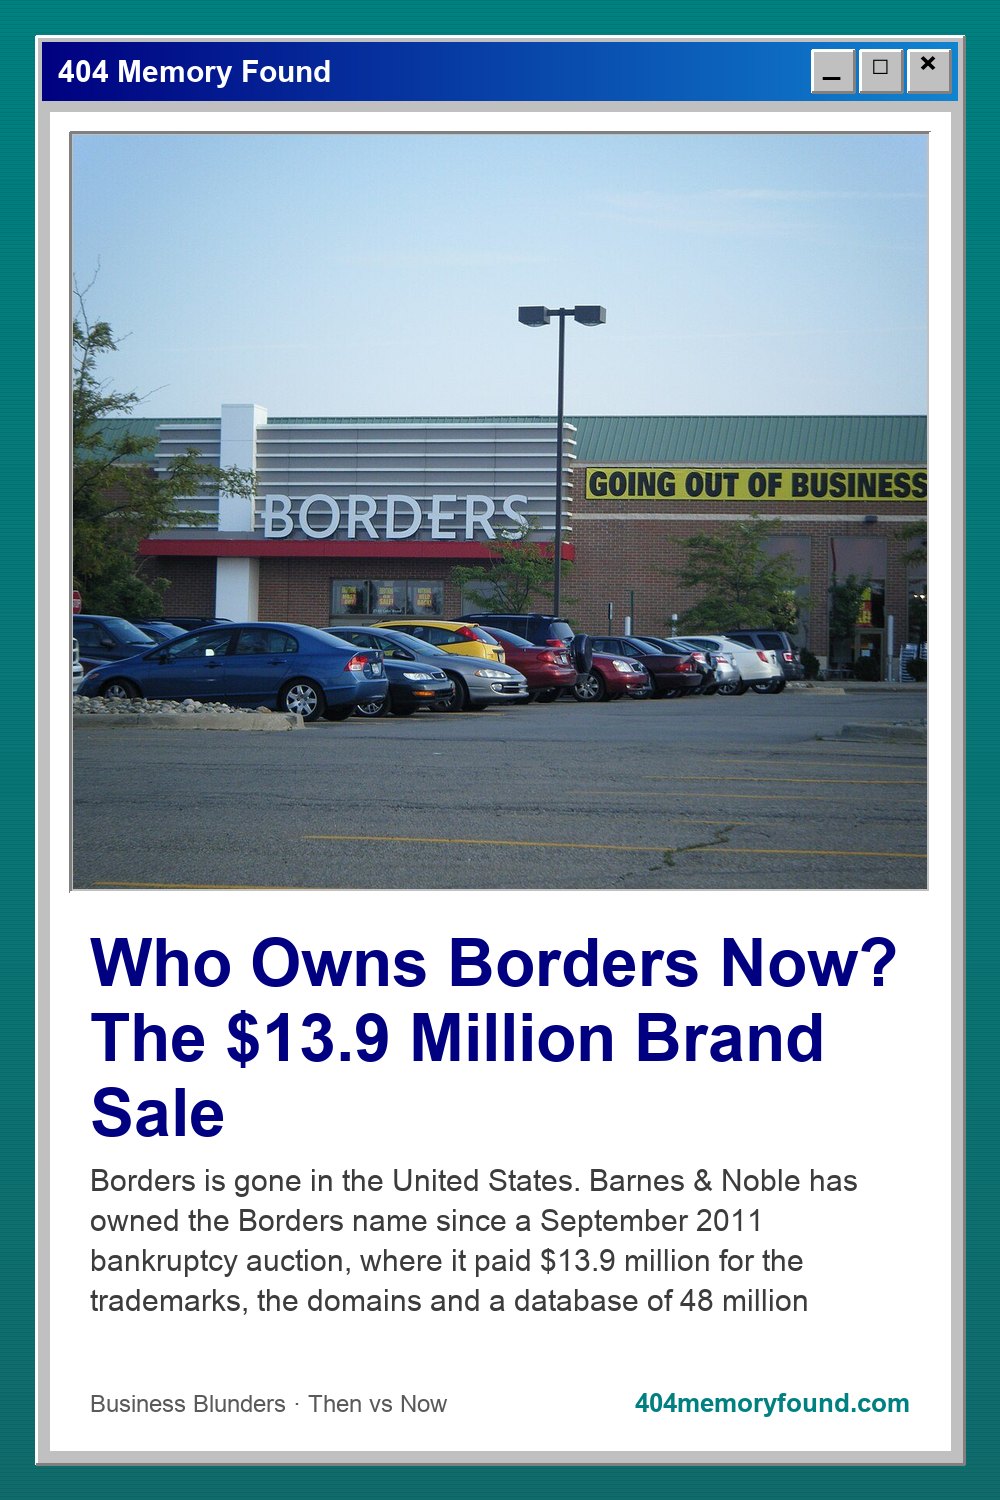 404 Memory Found
BORDERS
GOING OUT OF BUSINESS
Who Owns Borders Now?
The $13.9 Million Brand
Sale
Borders is gone in the United States. Barnes & Noble has
owned the Borders name since a September 2011
bankruptcy auction, where it paid $13.9 million for the
trademarks, the domains and a database of 48 million
Business Blunders · Then vs Now
404memoryfound.com